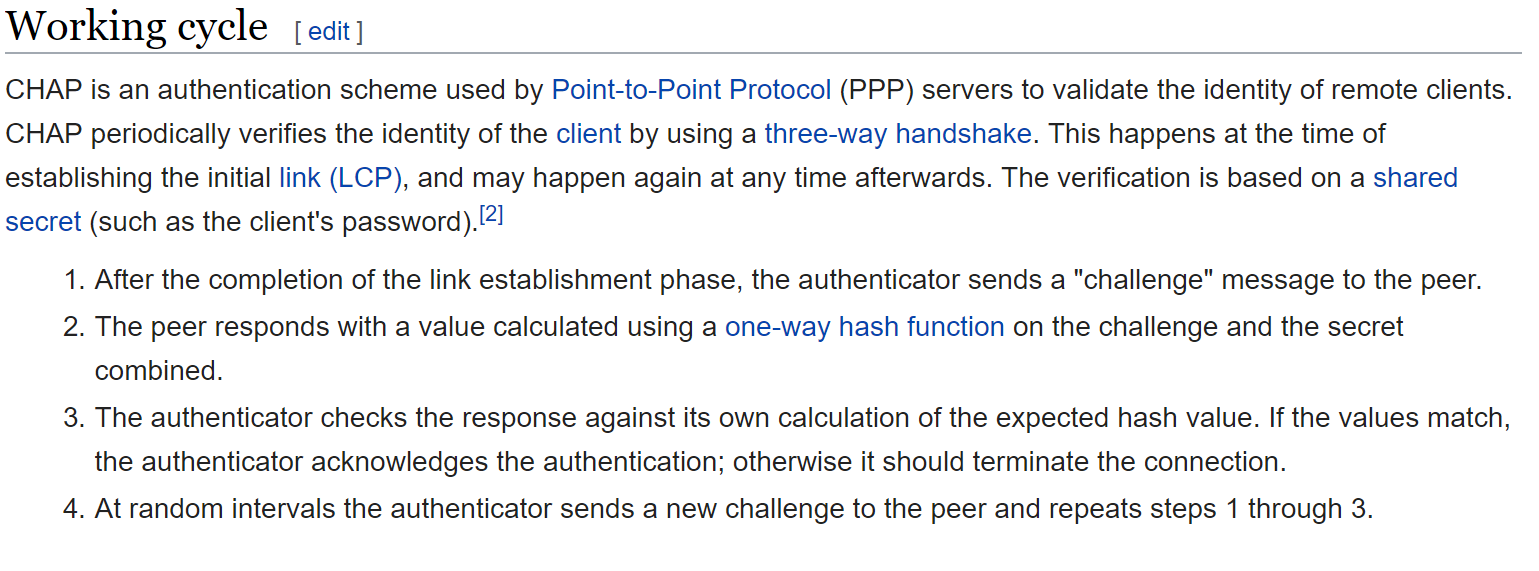 Working cycle [ edit ]
CHAP is an authentication scheme used by Point-to-Point Protocol (PPP) servers to validate the identity of remote clients.
CHAP periodically verifies the identity of the client by using a three-way handshake. This happens at the time of
establishing the initial link (LCP), and may happen again at any time afterwards. The verification is based on a shared
secret (such as the client's password).[2]
1. After the completion of the link establishment phase, the authenticator sends a "challenge" message to the peer.
2. The peer responds with a value calculated using a one-way hash function on the challenge and the secret
combined.
3. The authenticator checks the response against its own calculation of the expected hash value. If the values match,
the authenticator acknowledges the authentication; otherwise it should terminate the connection.
4. At random intervals the authenticator sends a new challenge to the peer and repeats steps 1 through 3.